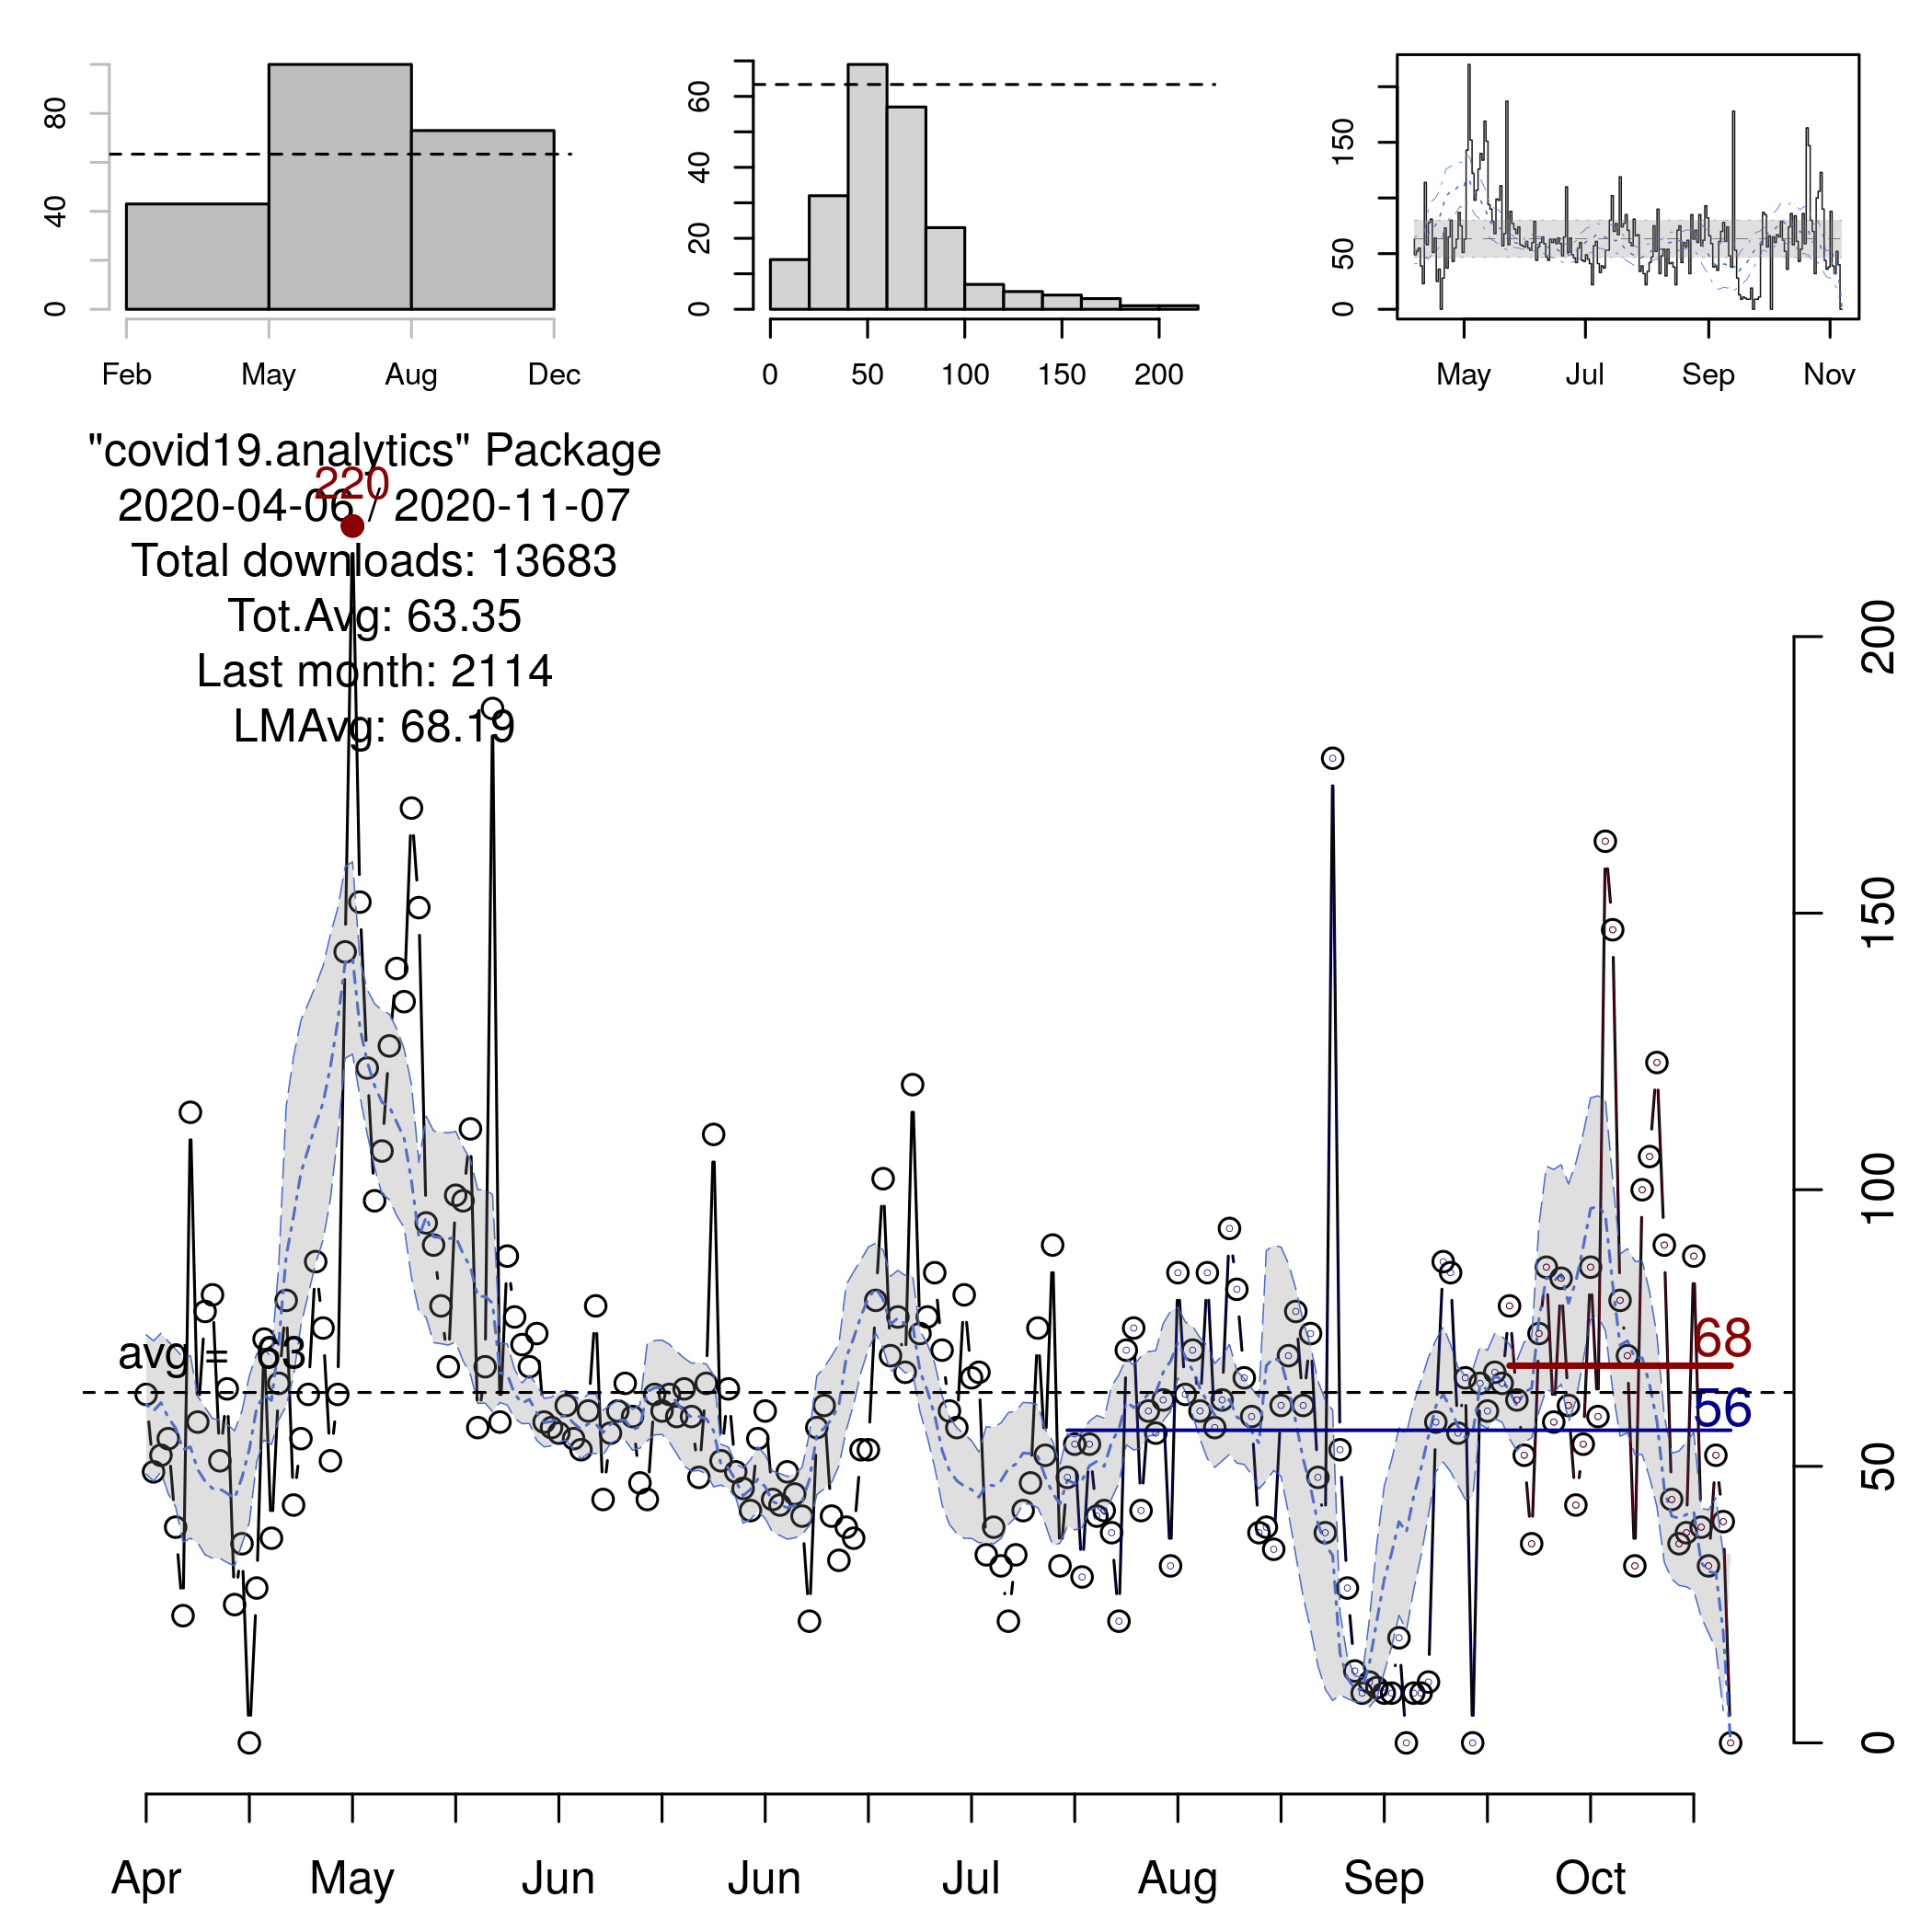 80
40
0
Feb May Aug Dec
60
40
20
0
0 50 100 150 200
150
50
0
May Jul Sep Nov
"covid19.analytics" Package
220
2020-04-06 / 2020-11-07
Total downloads: 13683
Tot.Avg: 63.35
Last month: 2114
LMAvg: 68.19
avg = 63
68
56
200
150
100
50
0
Apr May Jun Jun Jul Aug Sep Oct